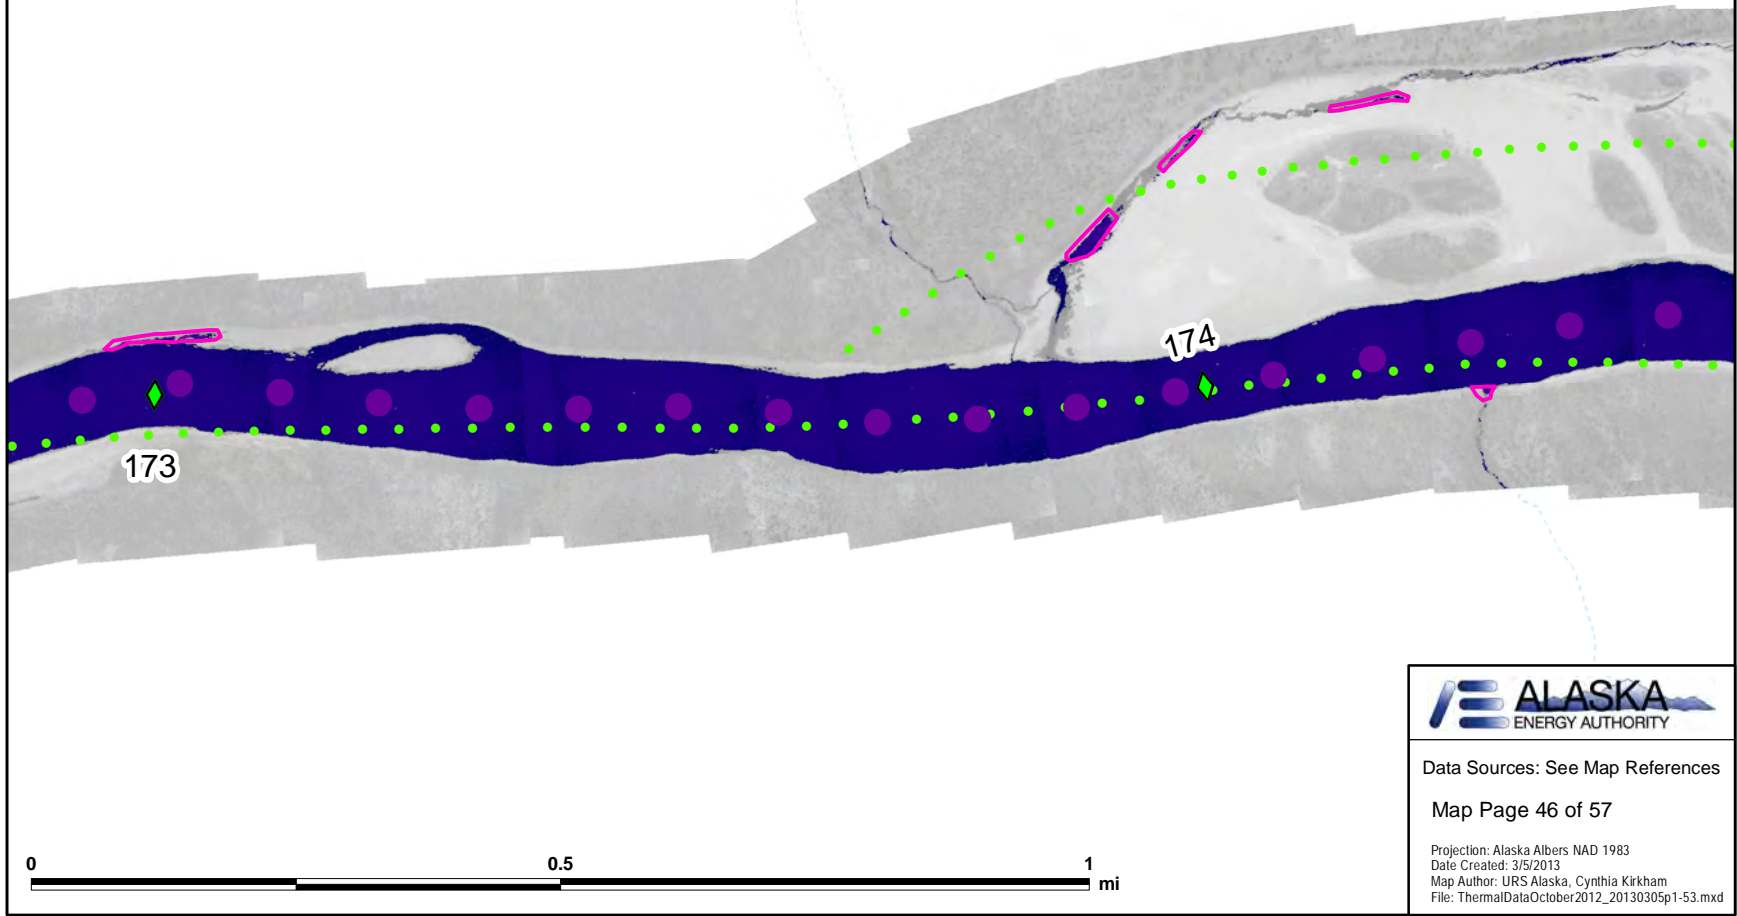 174
173
ALASKA
ENERGY AUTHORITY
Data Sources: See Map References
Map Page 46 of 57
Projection: Alaska Albers NAD 1983
Date Created: 3/5/2013
Map Author: URS Alaska, Cynthia Kirkham
File: ThermalDataOctober2012_20130305p1-53.mxd
0 0.5 1
mi